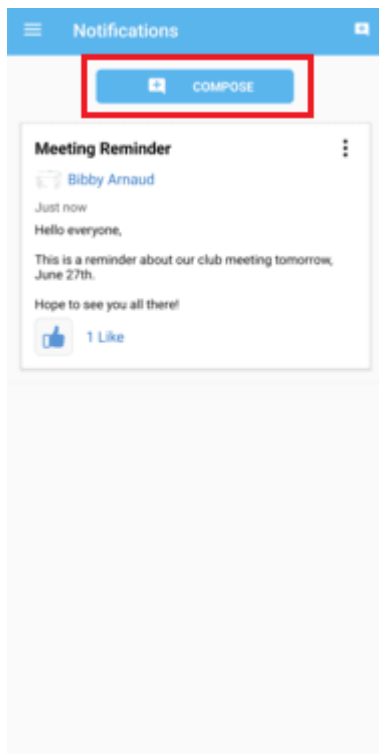 Notifications
COMPOSE
Meeting Reminder
Bibby Arnaud
Just now
Hello everyone,
This is a reminder about our club meeting tomorrow,
June 27th.
Hope to see you all there!
1 Like